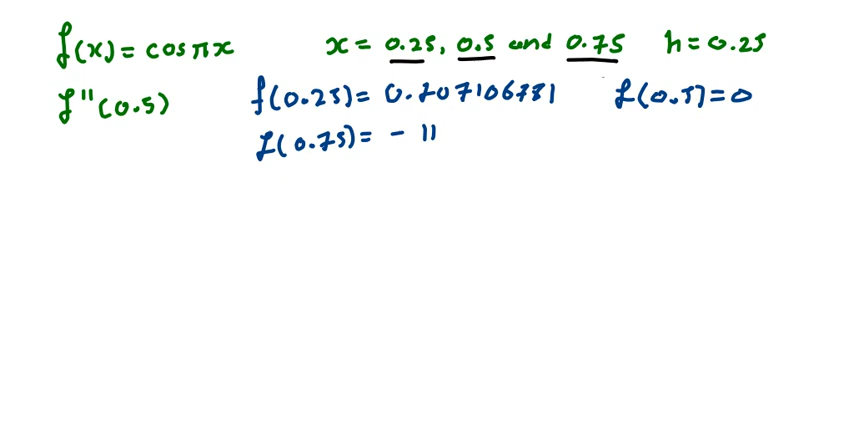 f(x) = cos πx    x = 0.25, 0.5 and 0.75    h = 0.25
f''(0.5)    f(0.25) = 0.707106781    f(0.5) = 0
f(0.75) = - 11